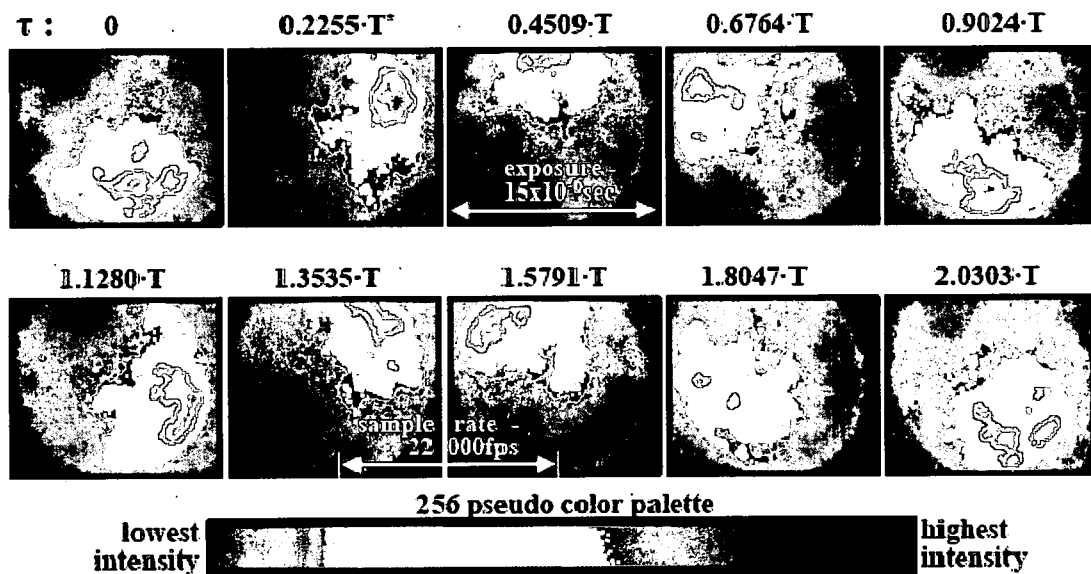 τ : 0 0.2255·T* 0.4509·T 0.6764·T 0.9024·T
exposure -
15x10⁻⁶sec
1.1280·T 1.3535·T 1.5791·T 1.8047·T 2.0303·T
sample rate -
22 000fps
256 pseudo color palette
lowest
intensity
highest
intensity